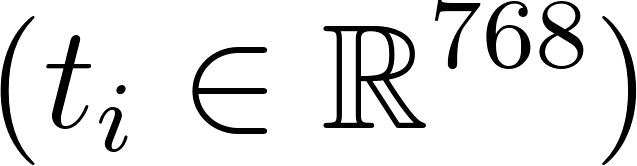 (t_i ∈ ℝ^768)